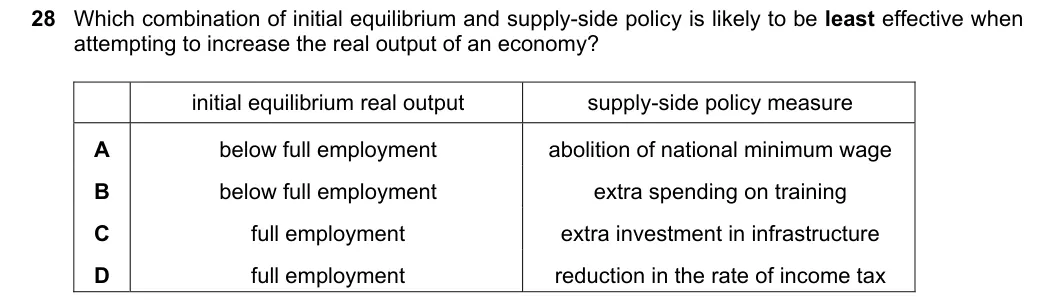 28 Which combination of initial equilibrium and supply-side policy is likely to be least effective when
attempting to increase the real output of an economy?
initial equilibrium real output supply-side policy measure
A below full employment abolition of national minimum wage
B below full employment extra spending on training
C full employment extra investment in infrastructure
D full employment reduction in the rate of income tax